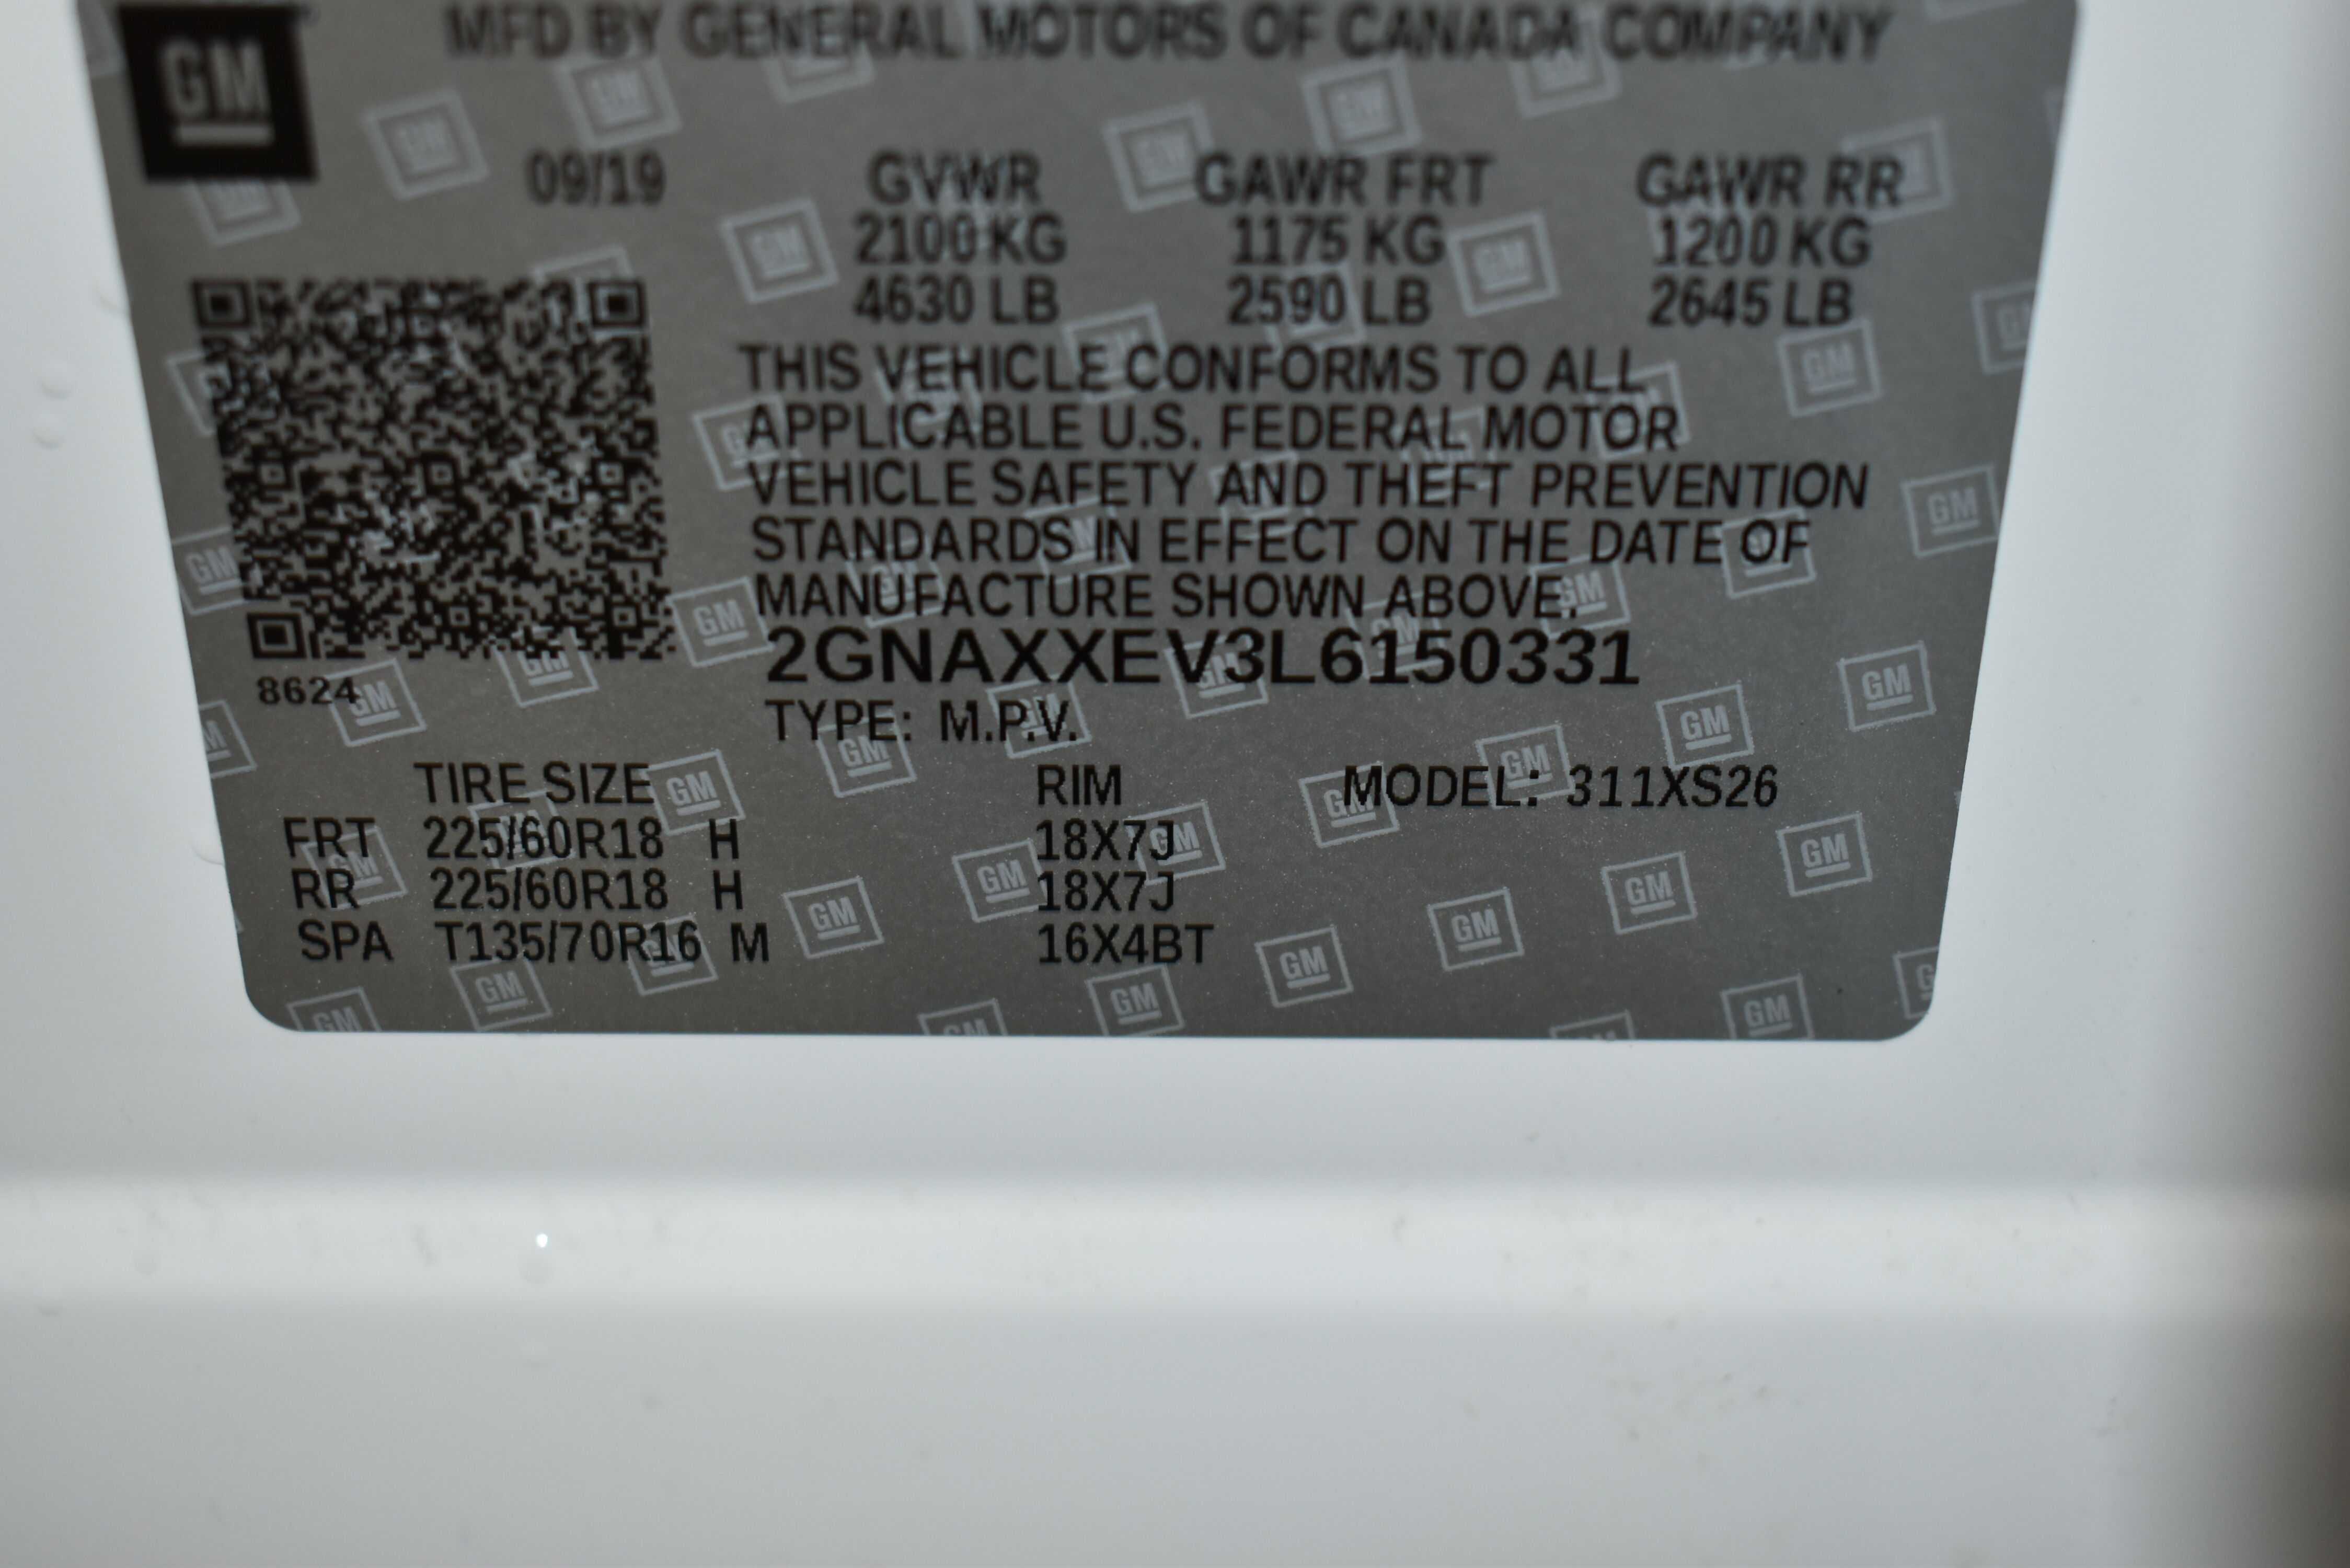 GM
MFD BY GENERAL MOTORS OF CANADA COMPANY
09/19 GVWR GAWR FRT GAWR RR
2100 KG 1175 KG 1200 KG
4630 LB 2590 LB 2645 LB
THIS VEHICLE CONFORMS TO ALL
APPLICABLE U.S. FEDERAL MOTOR
VEHICLE SAFETY AND THEFT PREVENTION
STANDARDS IN EFFECT ON THE DATE OF
MANUFACTURE SHOWN ABOVE.
2GNAXXEV3L6150331
8624
TYPE: M.P.V.
TIRE SIZE RIM MODEL: 311XS26
FRT 225/60R18 H 18X7J
RR 225/60R18 H 18X7J
SPA T135/70R16 M 16X4BT